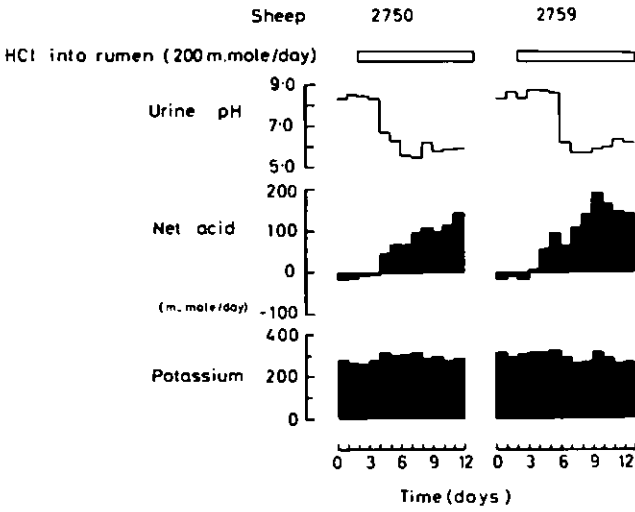 Sheep 2750 2759
HCl into rumen (200 m.mole/day)
Urine pH
9·0
7·0
5·0
Net acid
200
100
0
-100
(m.mole/day)
Potassium
400
200
0
0 3 6 9 12 0 3 6 9 12
Time (days)